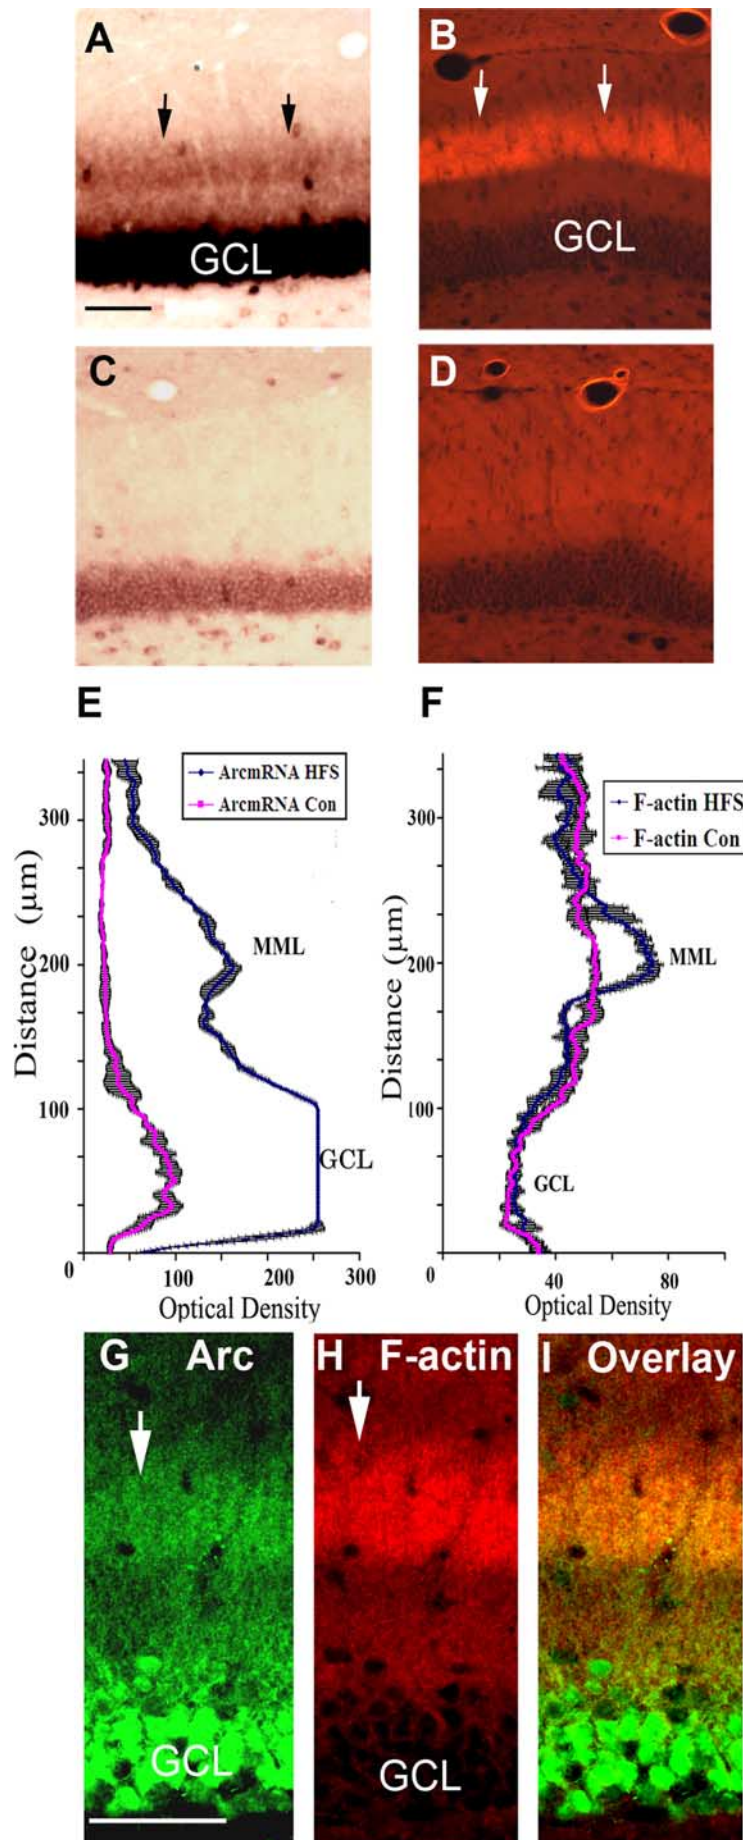 A
B
GCL
GCL
C
D
E
F
ArcmRNA HFS
ArcmRNA Con
F-actin HFS
F-actin Con
300
200
100
MML
GCL
Distance (µm)
0 100 200 300
Optical Density
300
200
100
MML
GCL
Distance (µm)
0 40 80
Optical Density
G Arc
H F-actin
I Overlay
GCL
GCL